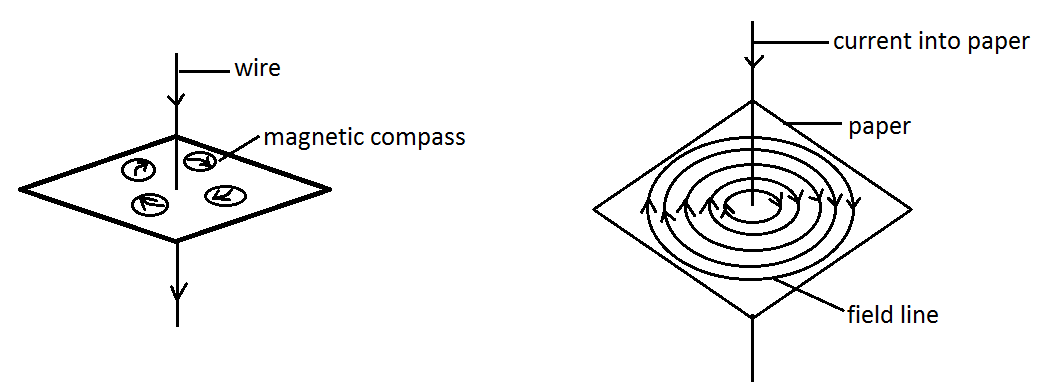 wire
magnetic compass
current into paper
paper
field line